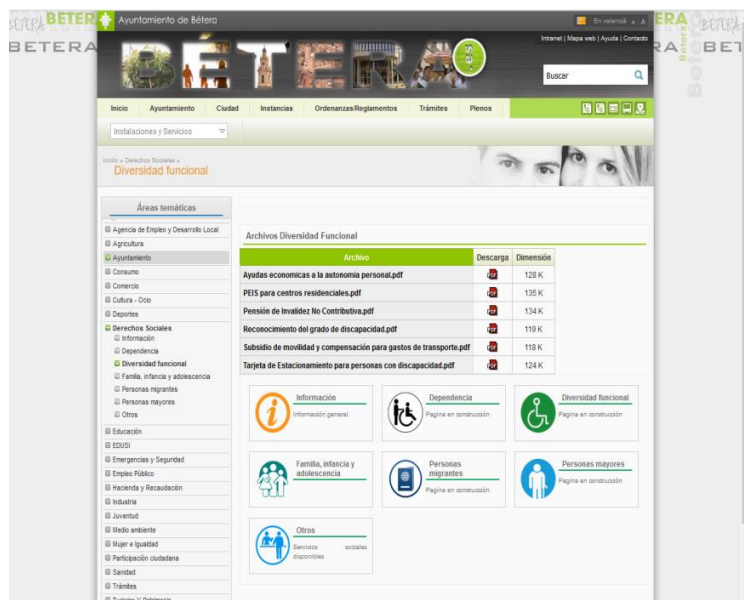 BETERA
Ayuntamiento de Bétera
En valencià
A A
BETERA
Intranet | Mapa web | Ayuda | Contacto
BÉTERA.es
Buscar
Inicio Ayuntamiento Ciudad Instancias Ordenanzas/Reglamentos Trámites Plenos
Instalaciones y Servicios
Inicio » Derechos Sociales »
Diversidad funcional
Áreas temáticas
Agencia de Empleo y Desarrollo Local
Agricultura
Ayuntamiento
Consumo
Comercio
Cultura - Ocio
Deportes
Derechos Sociales
Información
Dependencia
Diversidad funcional
Familia, infancia y adolescencia
Personas migrantes
Personas mayores
Otros
Educación
EDUSI
Emergencias y Seguridad
Empleo Público
Hacienda y Recaudación
Industria
Juventud
Medio ambiente
Mujer e Igualdad
Participación ciudadana
Sanidad
Trámites
Turismo Y Patrimonio
Archivos Diversidad Funcional
Archivo Descarga Dimensión
Ayudas economicas a la autonomia personal.pdf 128 K
PEIS para centros residenciales.pdf 135 K
Pensión de Invalidez No Contributiva.pdf 134 K
Reconocimiento del grado de discapacidad.pdf 119 K
Subsidio de movilidad y compensación para gastos de transporte.pdf 118 K
Tarjeta de Estacionamiento para personas con discapacidad.pdf 124 K
Información
Información general.
Dependencia
Pagina en construcción
Diversidad funcional
Pagina en construcción
Familia, infancia y
adolescencia
Personas
migrantes
Pagina en construcción
Personas mayores
Pagina en construcción
Otros
Servicios sociales
disponibles.